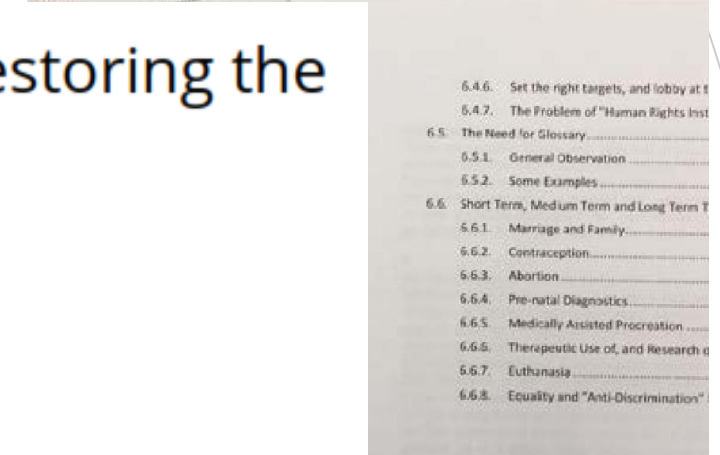 estoring the
6.4.6. Set the right targets, and lobby at t
6.4.7. The Problem of "Human Rights Inst
6.5. The Need for Glossary
6.5.1. General Observation
6.5.2. Some Examples
6.6. Short Term, Medium Term and Long Term T
6.6.1. Marriage and Family
6.6.2. Contraception
6.6.3. Abortion
6.6.4. Pre-natal Diagnostics
6.6.5. Medically Assisted Procreation
6.6.6. Therapeutic Use of, and Research o
6.6.7. Euthanasia
6.6.8. Equality and "Anti-Discrimination"